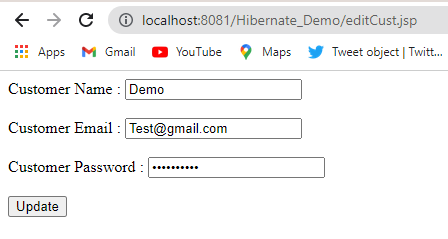 localhost:8081/Hibernate_Demo/editCust.jsp
Apps Gmail YouTube Maps Tweet object | Twitt...
Customer Name : Demo
Customer Email : Test@gmail.com
Customer Password : ••••••••••
Update